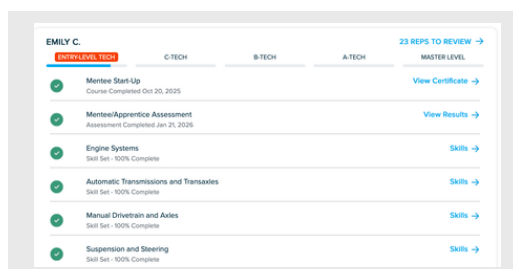 EMILY C.
23 REPS TO REVIEW →
ENTRY-LEVEL TECH
C-TECH
B-TECH
A-TECH
MASTER LEVEL
Mentee Start-Up
View Certificate →
Course Completed Oct 20, 2025
Mentee/Apprentice Assessment
View Results →
Assessment Completed Jan 21, 2026
Engine Systems
Skills →
Skill Set - 100% Complete
Automatic Transmissions and Transaxles
Skills →
Skill Set - 100% Complete
Manual Drivetrain and Axles
Skills →
Skill Set - 100% Complete
Suspension and Steering
Skills →
Skill Set - 100% Complete